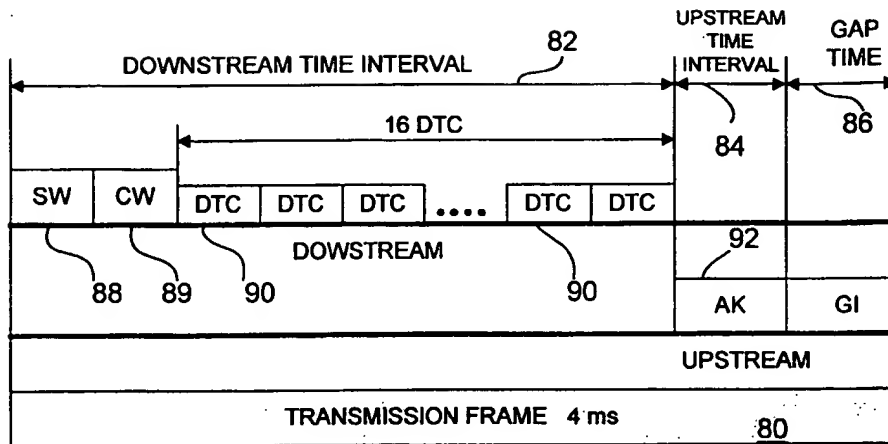 DOWNSTREAM TIME INTERVAL
82
UPSTREAM
TIME
INTERVAL
GAP
TIME
84
86
16 DTC
SW CW DTC DTC DTC .... DTC DTC
DOWSTREAM
88 89 90 90
92
AK GI
UPSTREAM
TRANSMISSION FRAME 4 ms
80